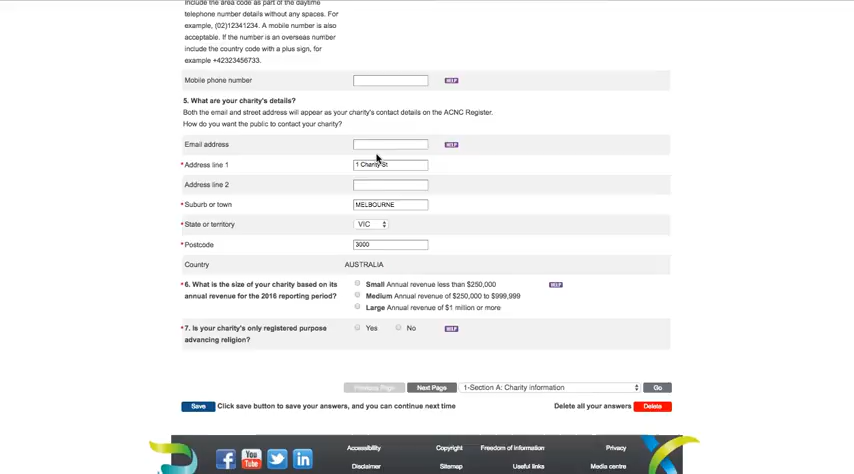 Include the area code as part of the daytime
telephone number details without any spaces. For
example, (02)12341234. A mobile number is also
acceptable. If the number is an overseas number
include the country code with a plus sign, for
example +42323456733.
Mobile phone number HELP
5. What are your charity's details?
Both the email and street address will appear as your charity's contact details on the ACNC Register.
How do you want the public to contact your charity?
Email address HELP
*Address line 1 1 Charity St
Address line 2
*Suburb or town MELBOURNE
*State or territory VIC
*Postcode 3000
Country AUSTRALIA
*6. What is the size of your charity based on its Small Annual revenue less than $250,000 HELP
annual revenue for the 2016 reporting period? Medium Annual revenue of $250,000 to $999,999
Large Annual revenue of $1 million or more
*7. Is your charity's only registered purpose Yes No HELP
advancing religion?
Previous Page Next Page 1-Section A: Charity information Go
Save Click save button to save your answers, and you can continue next time Delete all your answers Delete
Accessibility Copyright Freedom of information Privacy
You Tube
Disclaimer Sitemap Useful links Media centre